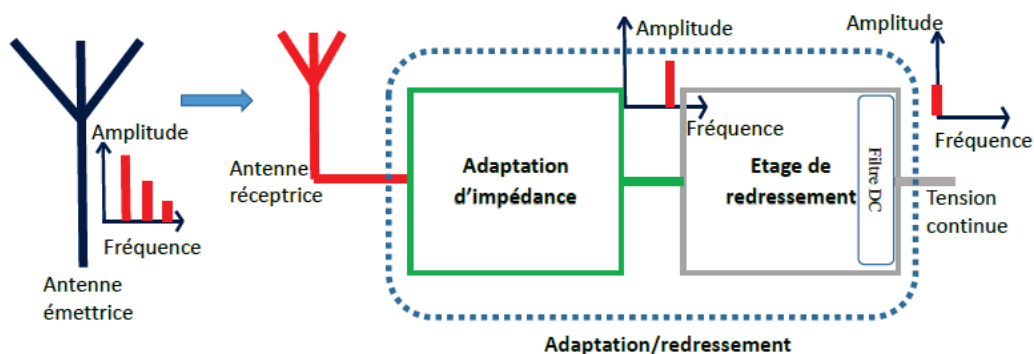 Amplitude
Fréquence
Antenne
émettrice
Antenne
réceptrice
Adaptation
d'impédance
Amplitude
Fréquence
Etage de
redressement
Filtre DC
Amplitude
Fréquence
Tension
continue
Adaptation/redressement